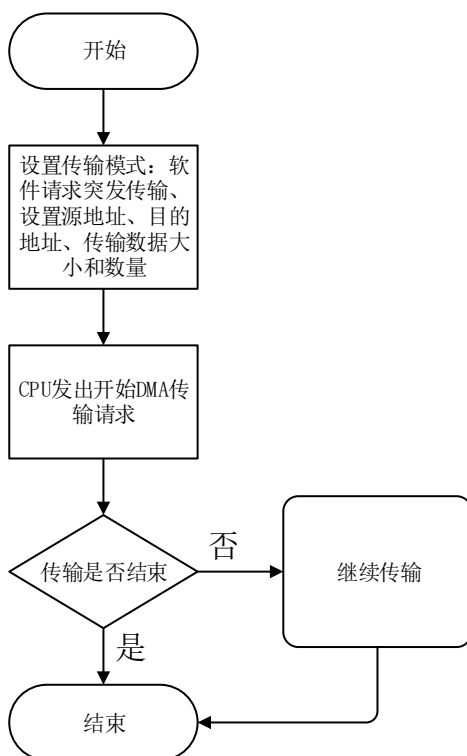 开始
设置传输模式：软
件请求突发传输、
设置源地址、目的
地址、传输数据大
小和数量
CPU发出开始DMA传
输请求
传输是否结束
否
继续传输
是
结束